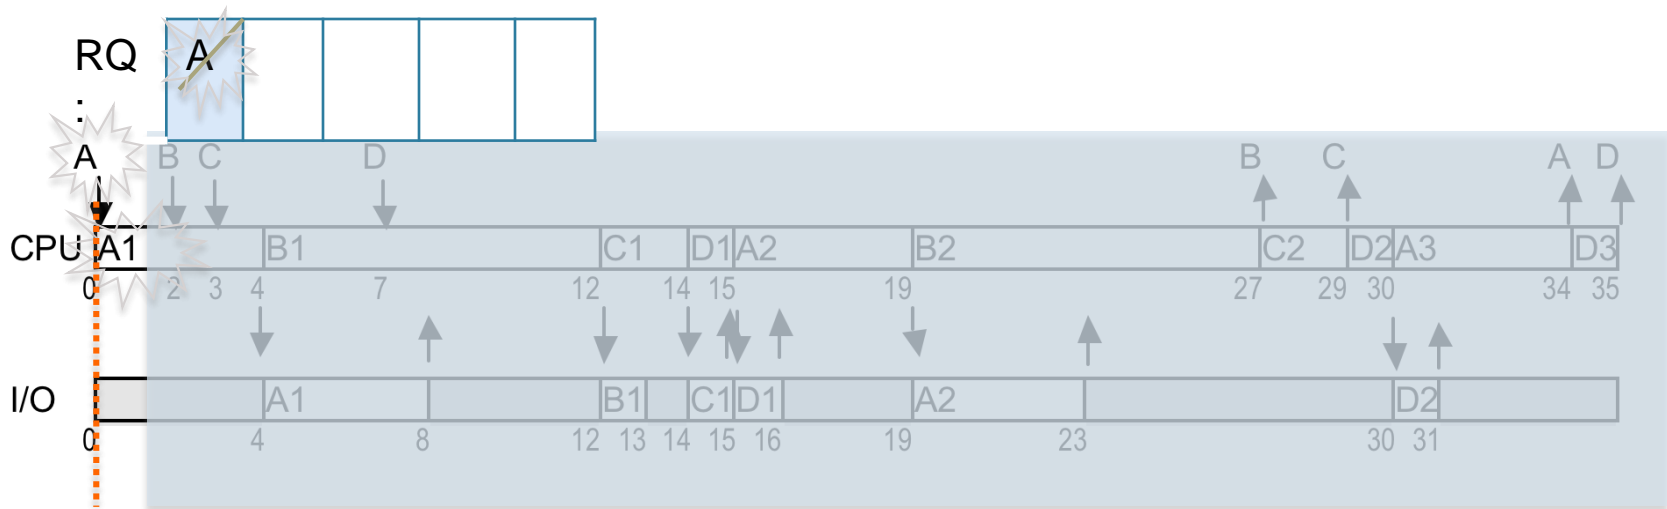 RQ A
:
A B C D B C A D
CPU A1 B1 C1 D1 A2 B2 C2 D2 A3 D3
0 2 3 4 7 12 14 15 19 27 29 30 34 35
I/O A1 B1 C1 D1 A2 D2
0 4 8 12 13 14 15 16 19 23 30 31